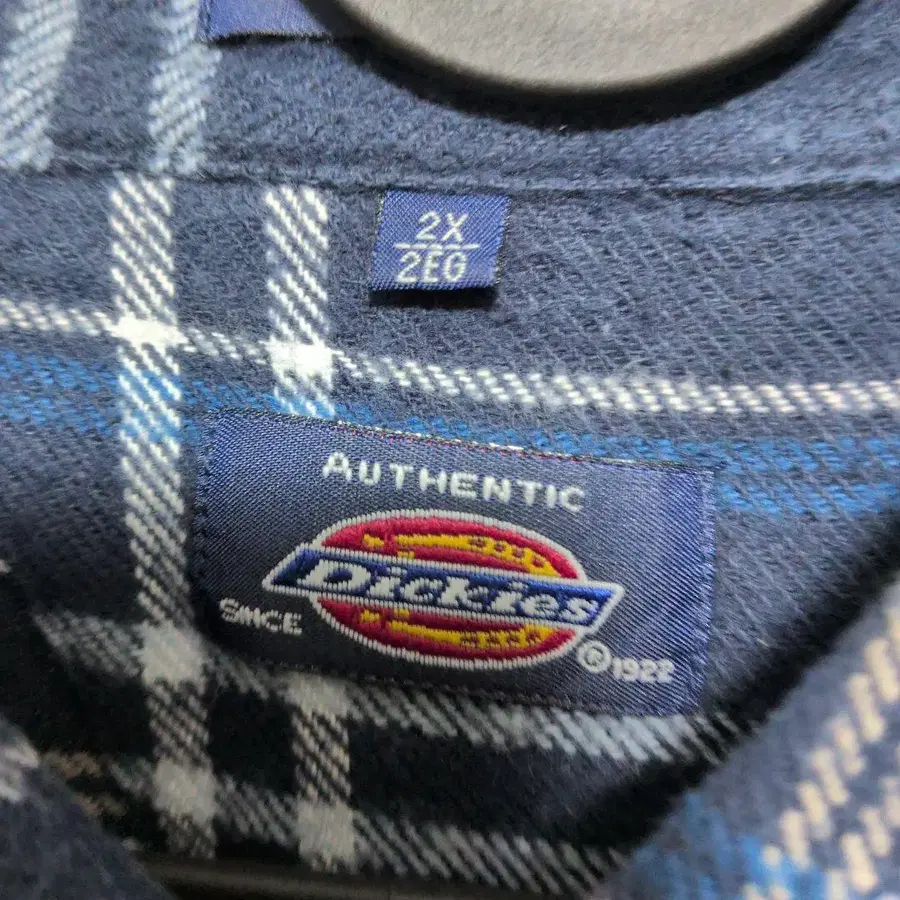 2X
2EG
AUTHENTIC
Dickies
SINCE ®1922